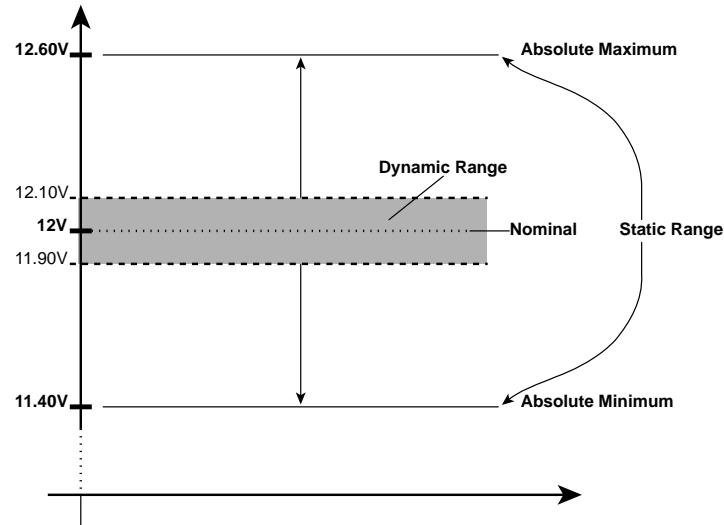 12.60V
Absolute Maximum
Dynamic Range
12.10V
12V
Nominal
Static Range
11.90V
11.40V
Absolute Minimum